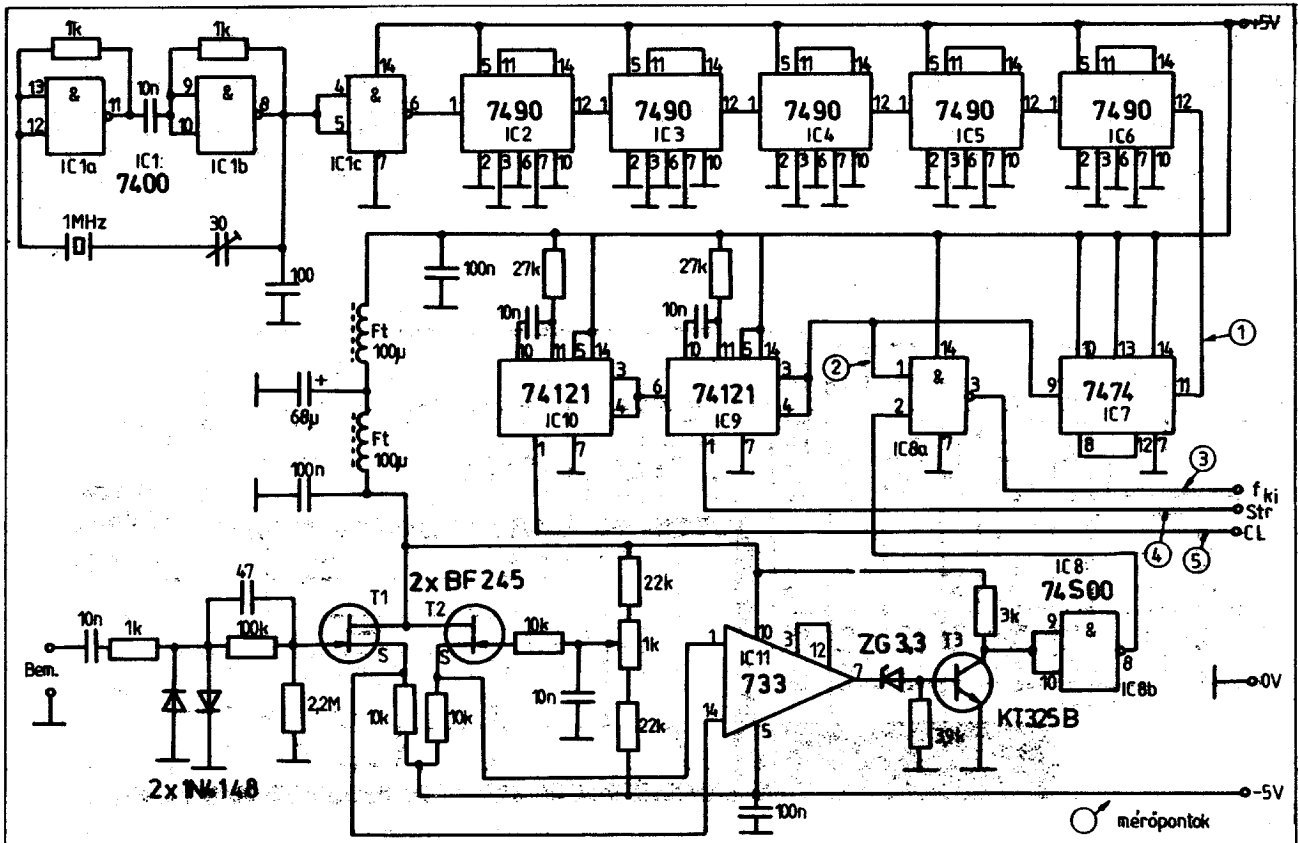 1k 1k +5V
13 12 & 11 10n 9 10 & 8 4 5 14 & 6 7
IC1a IC1: 7400 IC1b IC1c
1 5 11 14 7490 IC2 12 2 3 6 7 10
1 5 11 14 7490 IC3 12 2 3 6 7 10
1 5 11 14 7490 IC4 12 2 3 6 7 10
1 5 11 14 7490 IC5 12 2 3 6 7 10
1 5 11 14 7490 IC6 12 2 3 6 7 10
1MHz 30 100
Ft 100µ
100n
68µ +
Ft 100µ
100n
27k 10n 10 11 5 14 74121 IC10 3 4 1 7
27k 10n 10 11 5 14 74121 IC9 3 4 6 1 7
2 1 2 14 & 3 7 IC8a
10 13 14 9 7474 IC7 11 8 12 7
1
3 fki
4 Str
5 CL
Bem. 10n 1k 47 100k 2,2M
2x1N4148
2xBF245
T1 S T2 S
10k 10k 10k 10n
22k 1k 22k
1 14 10 3 12 IC11 733 7 5
100n
ZG3,3 T3 3k 3,9k
KT325B
IC8: 74S00
9 10 & 8 IC8b
0V
-5V
mérőpontok